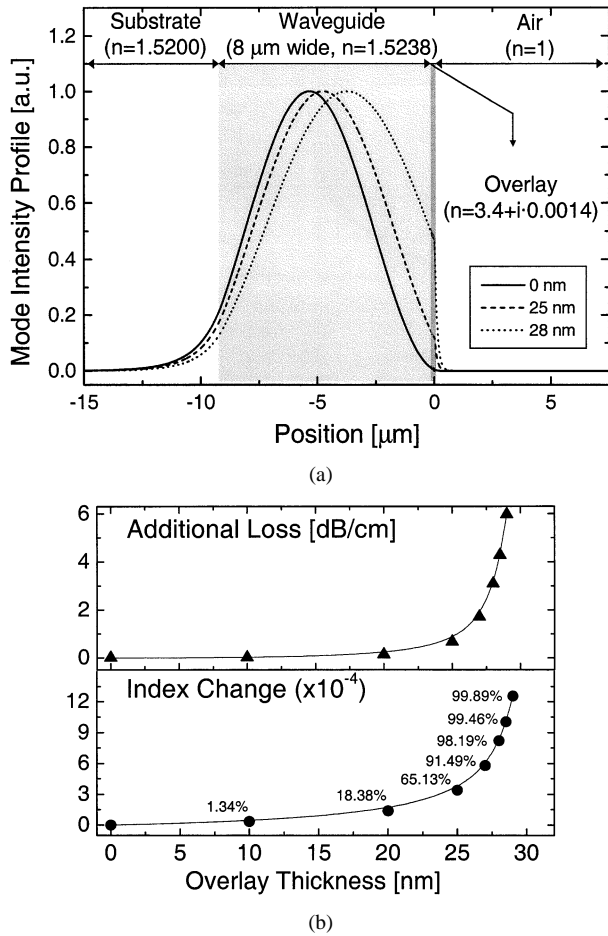 Substrate
(n=1.5200)
Waveguide
(8 µm wide, n=1.5238)
Air
(n=1)
Overlay
(n=3.4+i·0.0014)
0 nm
25 nm
28 nm
Mode Intensity Profile [a.u.]
1.2
1.0
0.8
0.6
0.4
0.2
0.0
-15
-10
-5
0
5
Position [µm]
(a)
Additional Loss [dB/cm]
6
4
2
0
Index Change (x10⁻⁴)
12
9
6
3
0
1.34%
18.38%
65.13%
91.49%
98.19%
99.46%
99.89%
0
5
10
15
20
25
30
Overlay Thickness [nm]
(b)